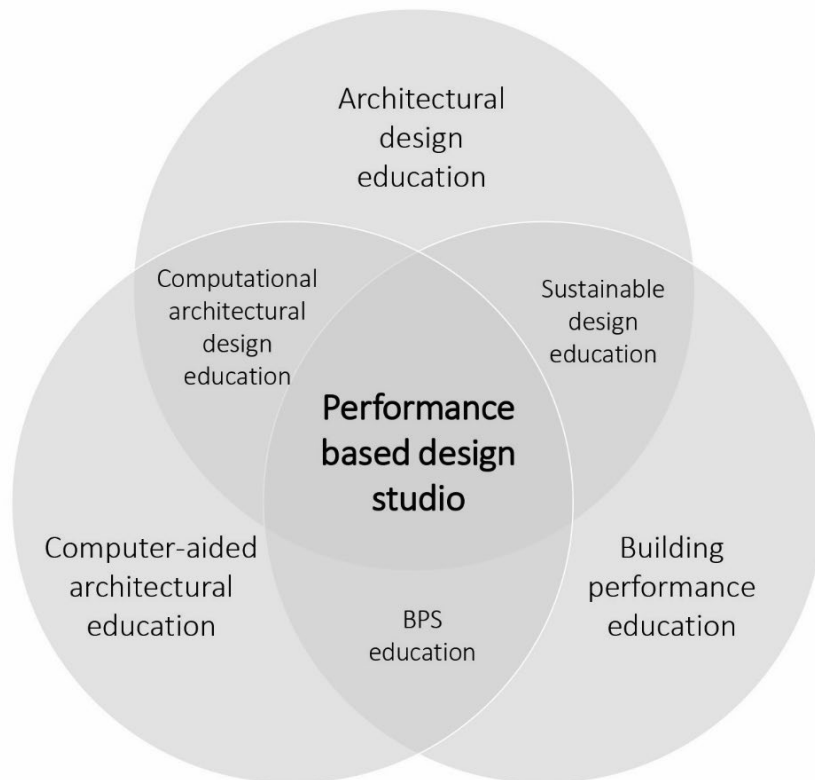 Architectural
design
education
Computational
architectural
design
education
Sustainable
design
education
Performance
based design
studio
Computer-aided
architectural
education
Building
performance
education
BPS
education